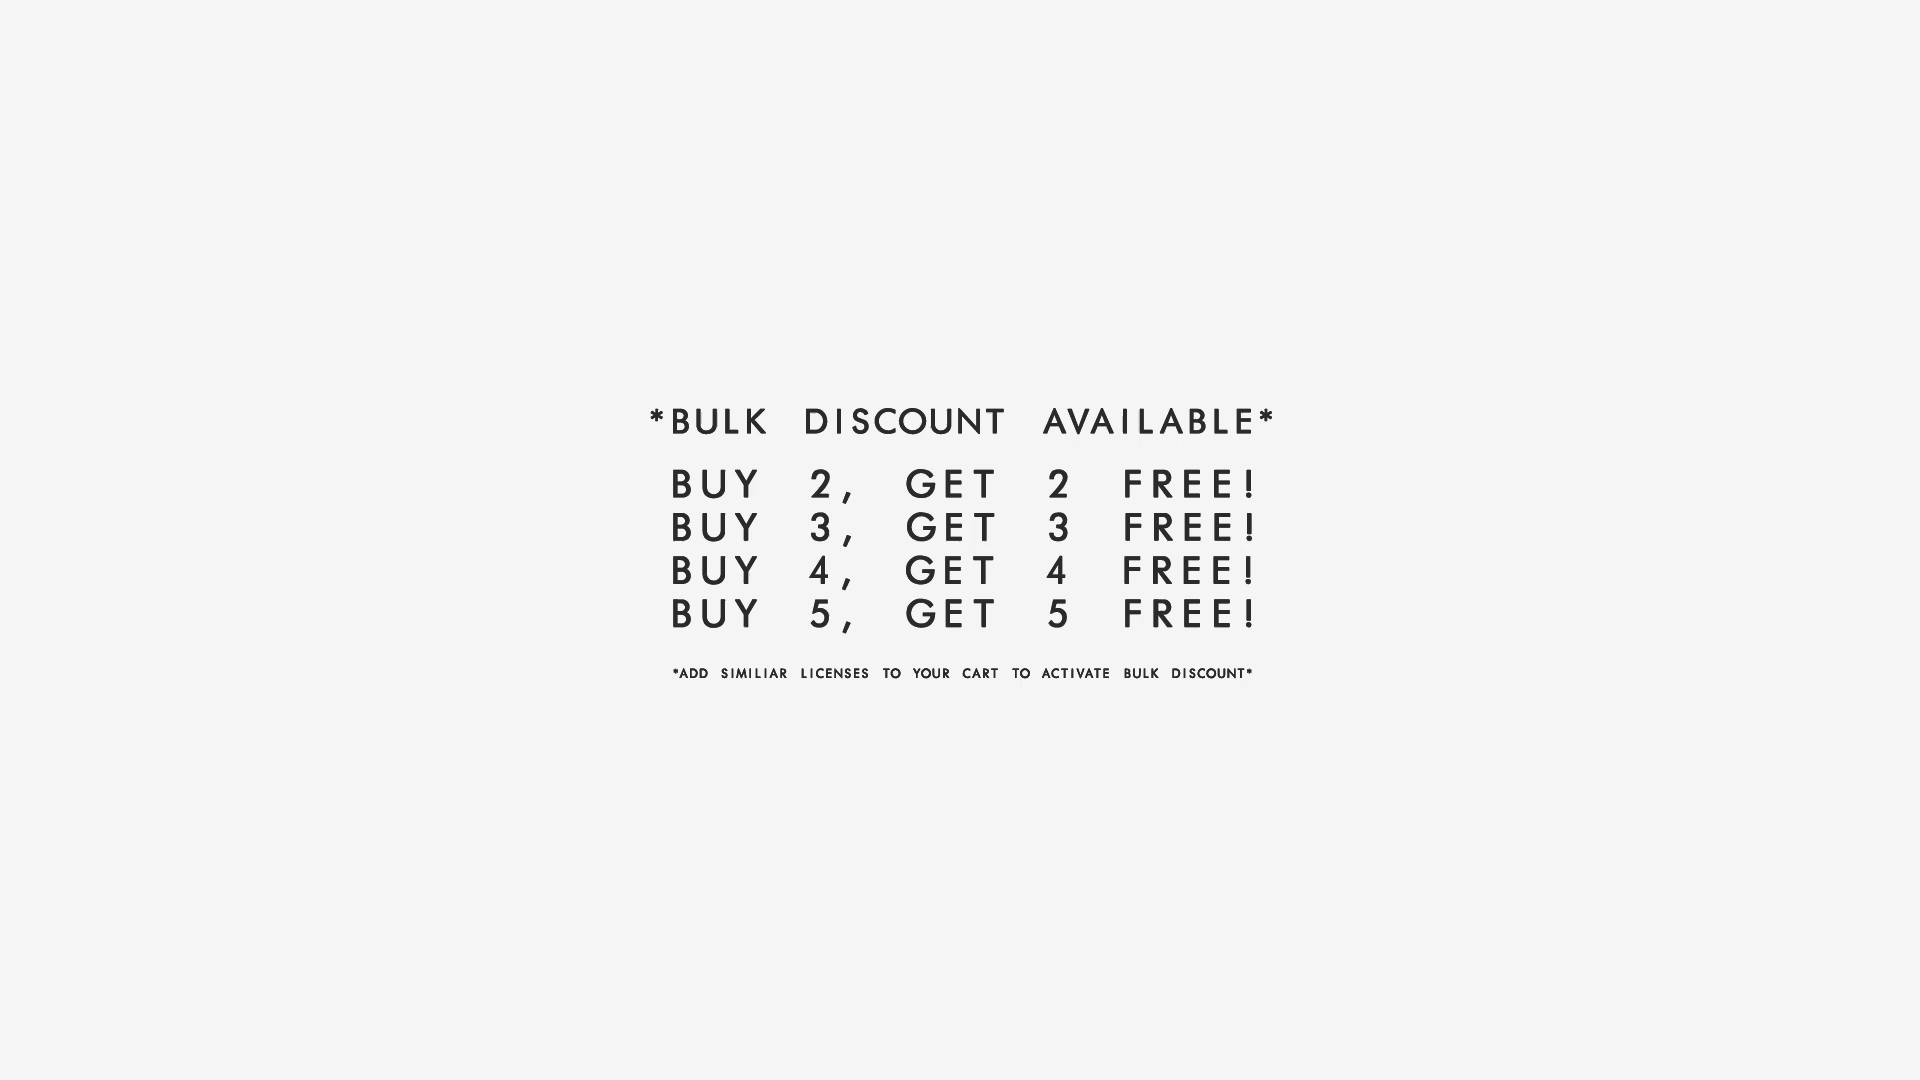 *BULK DISCOUNT AVAILABLE*
BUY 2, GET 2 FREE!
BUY 3, GET 3 FREE!
BUY 4, GET 4 FREE!
BUY 5, GET 5 FREE!
*ADD SIMILIAR LICENSES TO YOUR CART TO ACTIVATE BULK DISCOUNT*